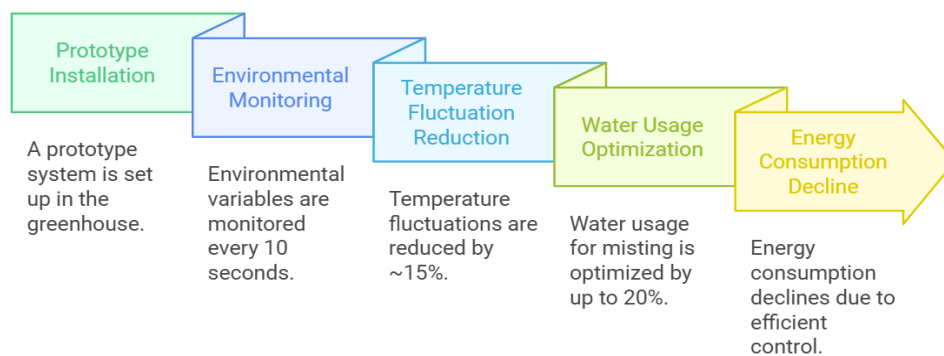 Prototype
Installation
A prototype
system is set
up in the
greenhouse.
Environmental
Monitoring
Environmental
variables are
monitored
every 10
seconds.
Temperature
Fluctuation
Reduction
Temperature
fluctuations are
reduced by
~15%.
Water Usage
Optimization
Water usage
for misting is
optimized by
up to 20%.
Energy
Consumption
Decline
Energy
consumption
declines due to
efficient
control.